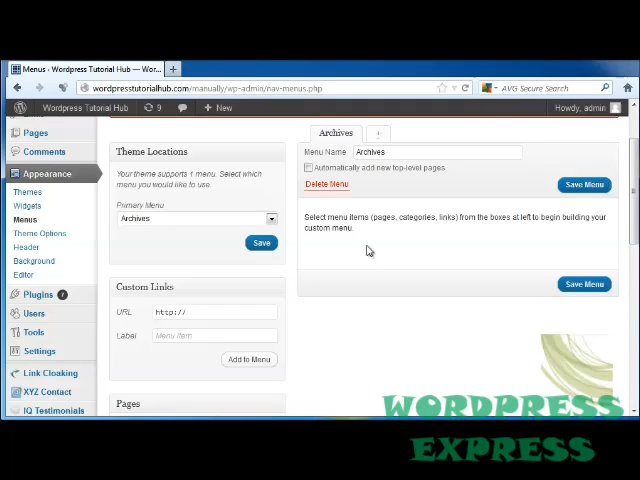 Menus ‹ Wordpress Tutorial Hub — Wor...
wordpresstutorialhub.com/manually/wp-admin/nav-menus.php
AVG Secure Search
Wordpress Tutorial Hub
9
+ New
Howdy, admin
Pages
Comments
Appearance
Themes
Widgets
Menus
Theme Options
Header
Background
Editor
Plugins 7
Users
Tools
Settings
Link Cloaking
XYZ Contact
IQ Testimonials
Theme Locations
Your theme supports 1 menu. Select which
menu you would like to use.
Primary Menu
Archives
Save
Custom Links
URL http://
Label Menu Item
Add to Menu
Pages
Archives +
Menu Name Archives
Automatically add new top-level pages
Delete Menu
Save Menu
Select menu items (pages, categories, links) from the boxes at left to begin building your
custom menu.
Save Menu
WORDPRESS
EXPRESS